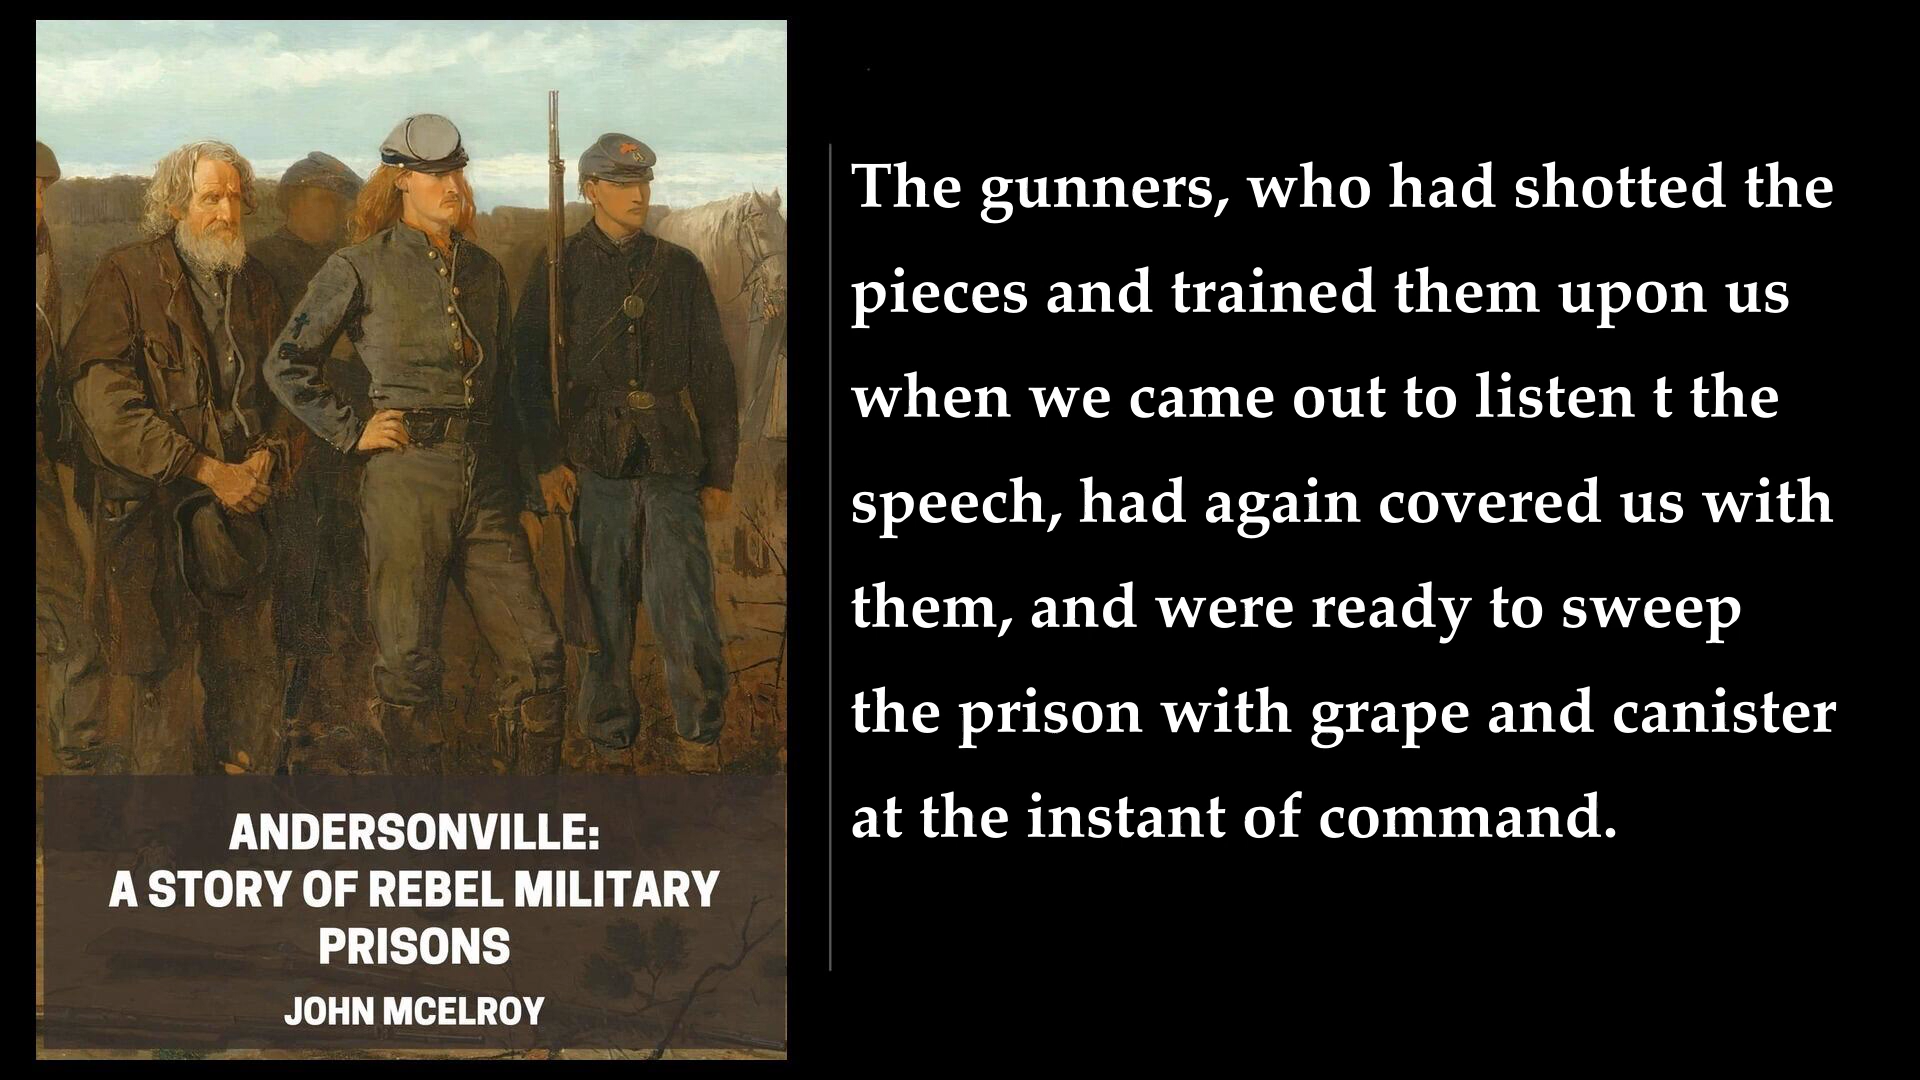 The gunners, who had shotted the
pieces and trained them upon us
when we came out to listen t the
speech, had again covered us with
them, and were ready to sweep
the prison with grape and canister
at the instant of command.
ANDERSONVILLE:
A STORY OF REBEL MILITARY
PRISONS
JOHN MCELROY